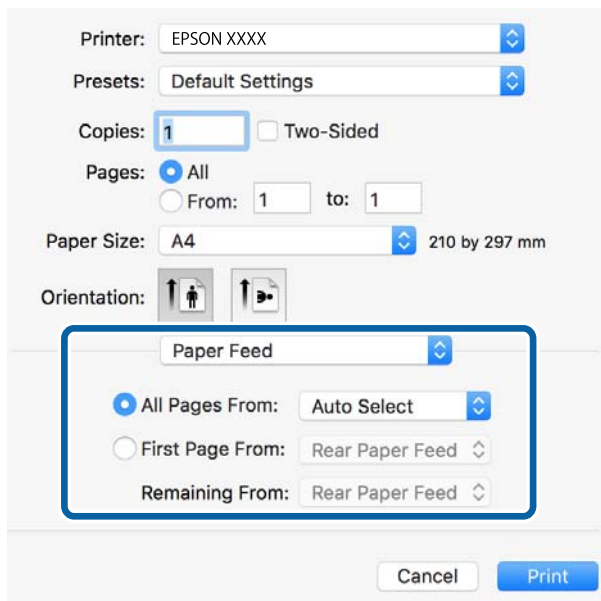 Printer: EPSON XXXX
Presets: Default Settings
Copies: 1 Two-Sided
Pages: All
From: 1 to: 1
Paper Size: A4 210 by 297 mm
Orientation:
Paper Feed
All Pages From: Auto Select
First Page From: Rear Paper Feed
Remaining From: Rear Paper Feed
Cancel Print